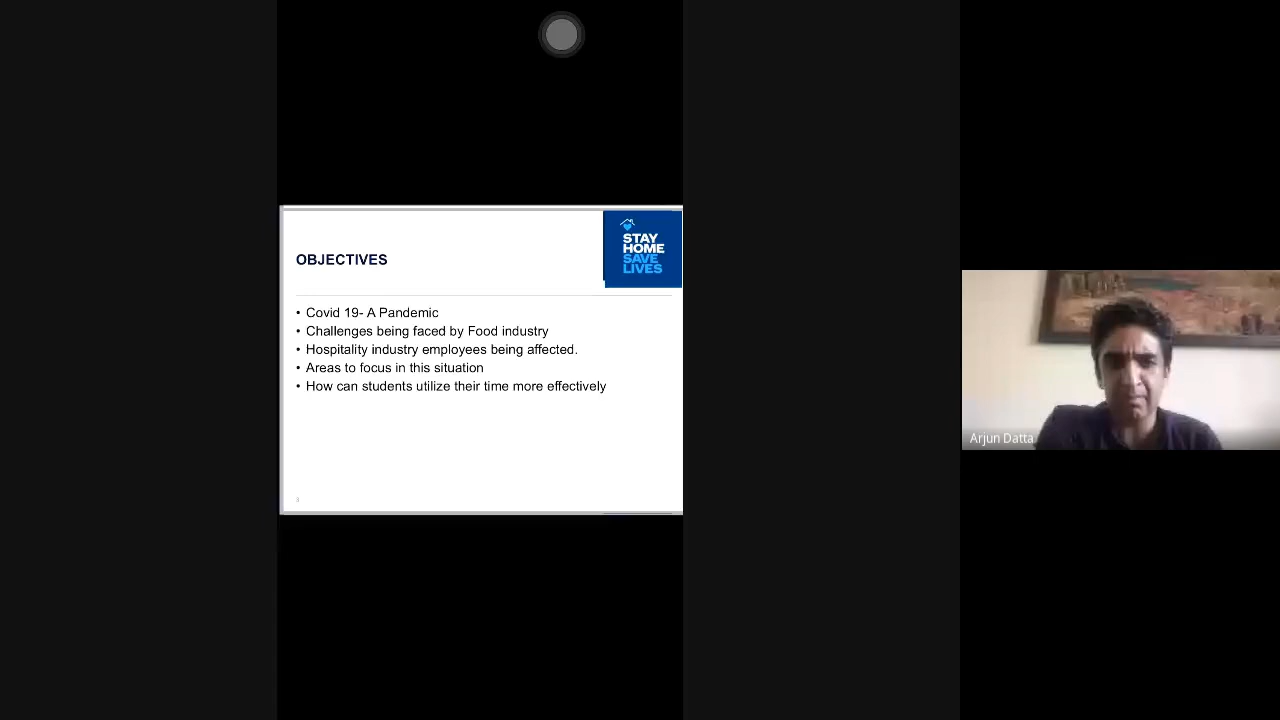 OBJECTIVES
STAY
HOME
SAVE
LIVES
• Covid 19- A Pandemic
• Challenges being faced by Food industry
• Hospitality industry employees being affected.
• Areas to focus in this situation
• How can students utilize their time more effectively
3
Arjun Datta